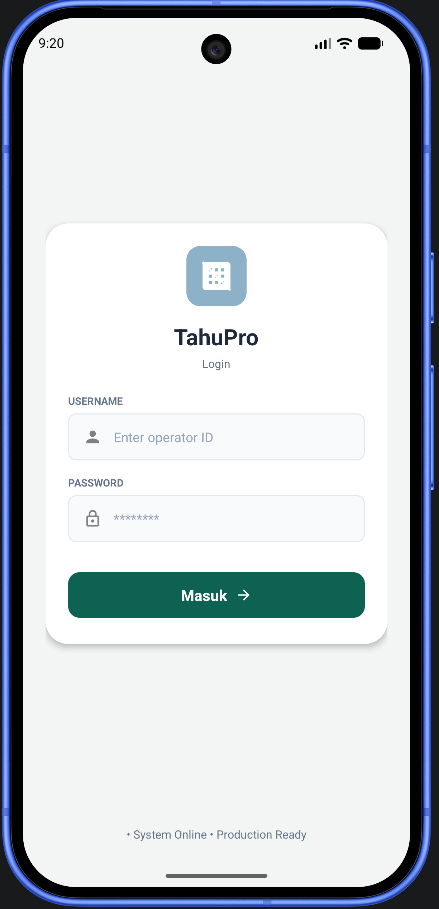 9:20
TahuPro
Login
USERNAME
Enter operator ID
PASSWORD
********
Masuk →
• System Online • Production Ready